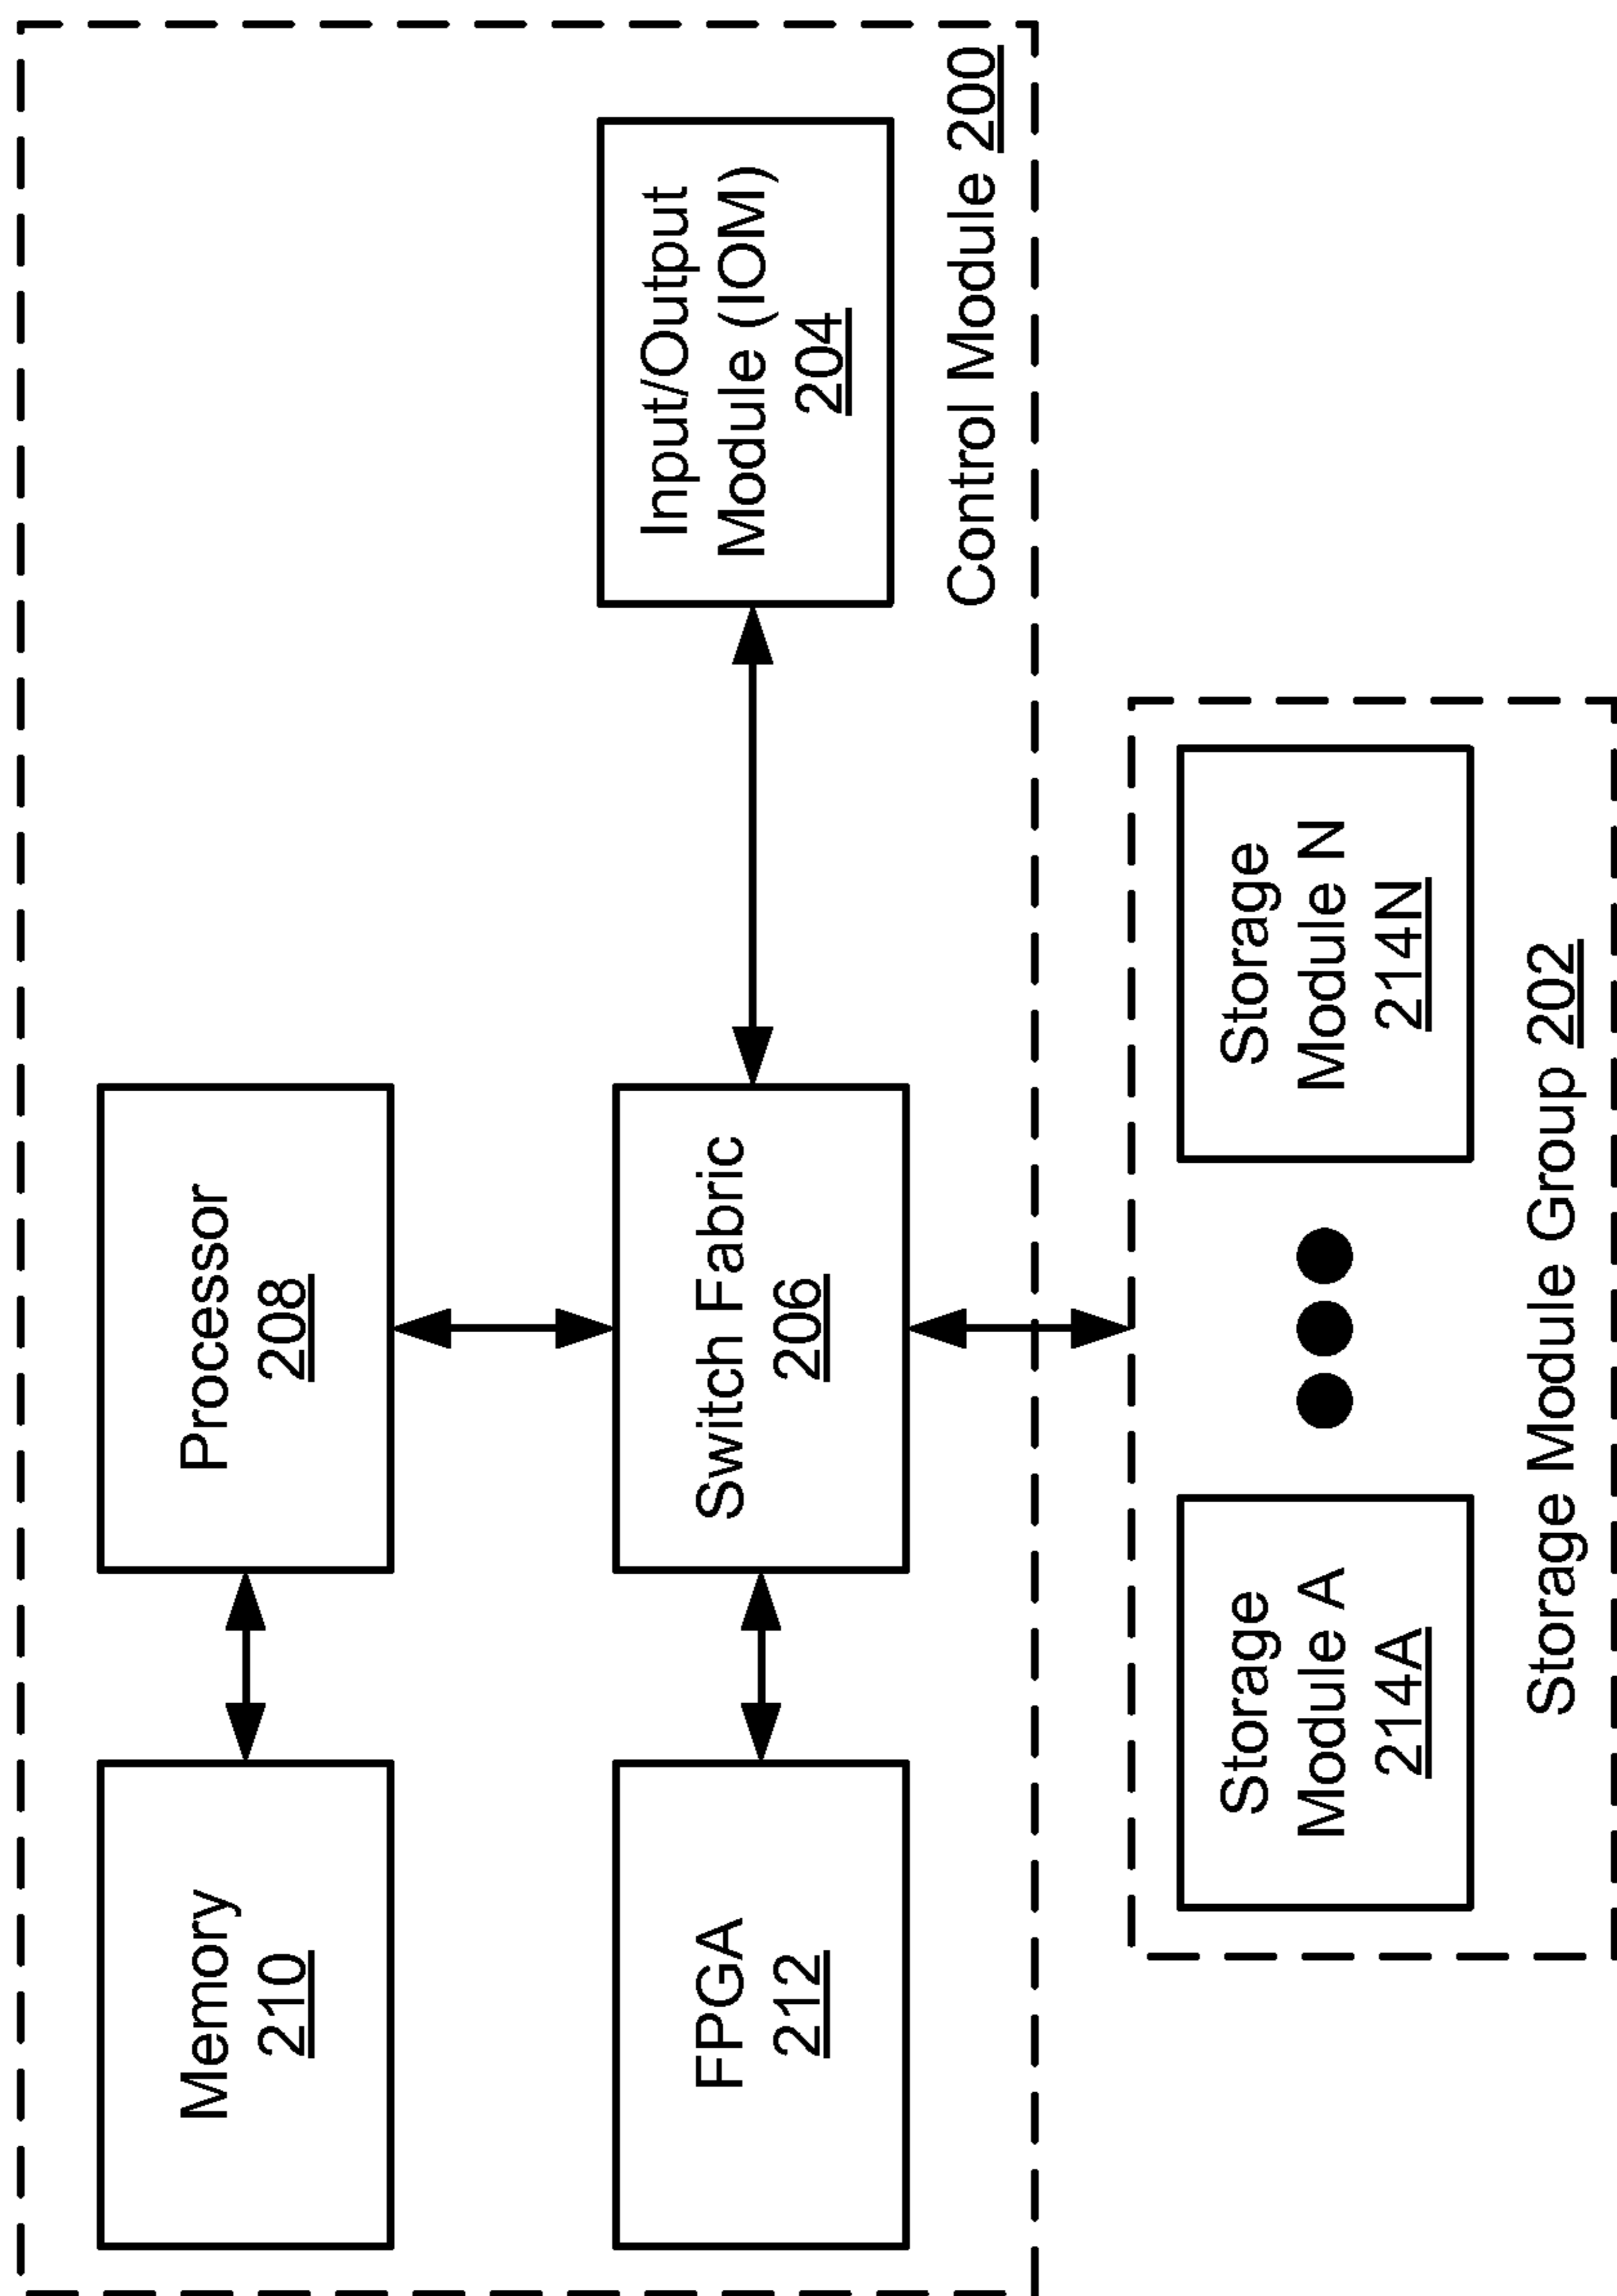 Memory
210
Processor
208
FPGA
212
Switch Fabric
206
Input/Output
Module (IOM)
204
Control Module 200
Storage
Module A
214A
Storage
Module N
214N
Storage Module Group 202